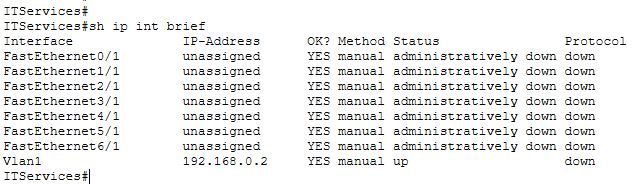 ITServices#
ITServices#sh ip int brief
Interface IP-Address OK? Method Status Protocol
FastEthernet0/1 unassigned YES manual administratively down down
FastEthernet1/1 unassigned YES manual administratively down down
FastEthernet2/1 unassigned YES manual administratively down down
FastEthernet3/1 unassigned YES manual administratively down down
FastEthernet4/1 unassigned YES manual administratively down down
FastEthernet5/1 unassigned YES manual administratively down down
FastEthernet6/1 unassigned YES manual administratively down down
Vlan1 192.168.0.2 YES manual up down
ITServices#